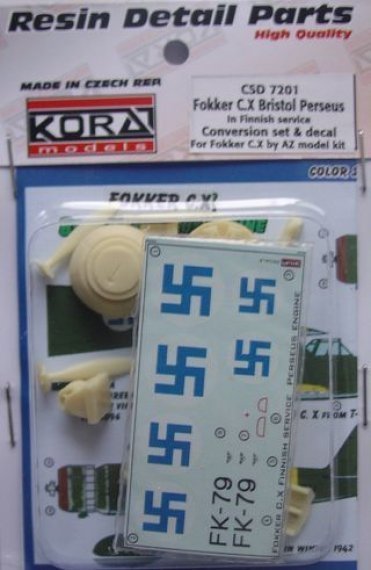 Resin Detail Parts
High Quality
MADE IN CZECH REP.
KORA
models
CSD 7201
Fokker C.X Bristol Perseus
in Finnish service
Conversion set & decal
For Fokker C.X by AZ model kit
COLOR
FOKKER C.X
FK-79
FK-79
FOKKER C.X FINNISH SERVICE PERSEUS ENGINE
C. X FROM
IN WINTER 1942